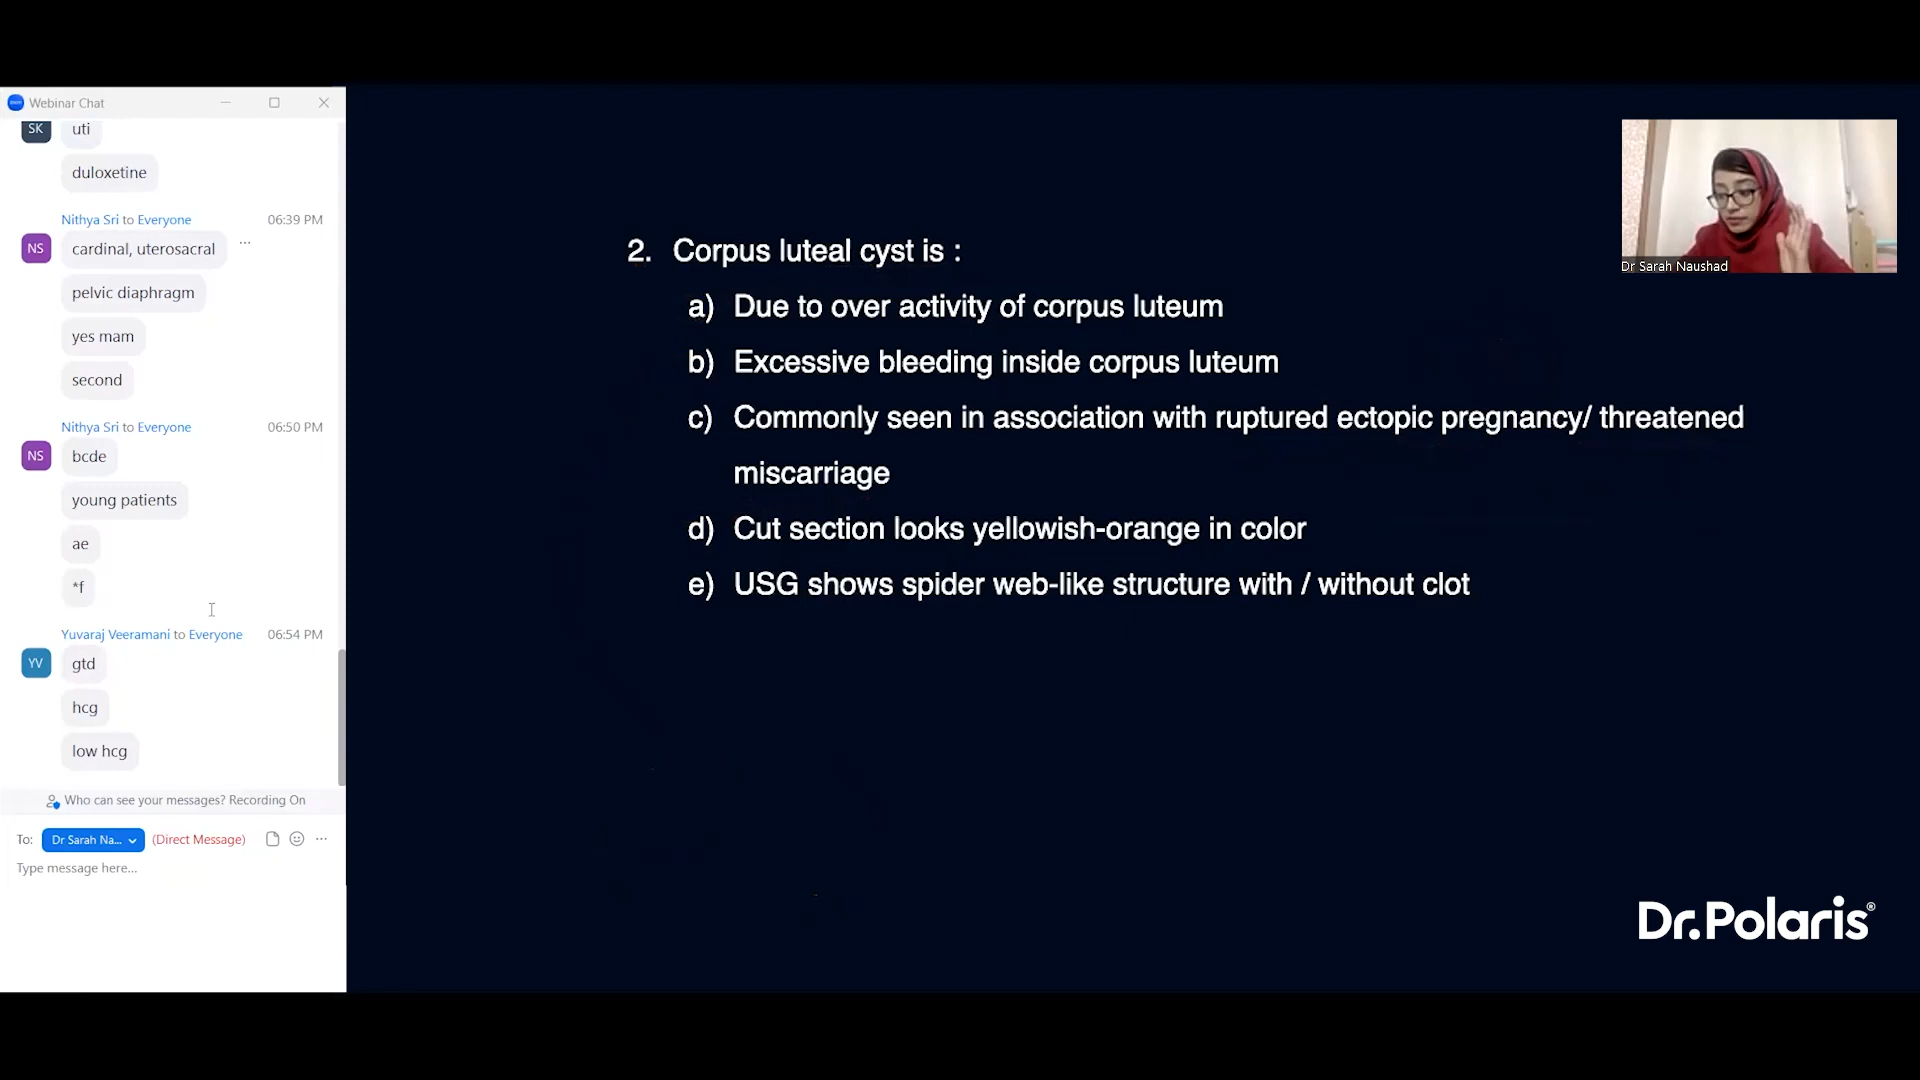 Webinar Chat
SK
uti
duloxetine
Nithya Sri to Everyone 06:39 PM
NS
cardinal, uterosacral
pelvic diaphragm
yes mam
second
Nithya Sri to Everyone 06:50 PM
NS
bcde
young patients
ae
*f
Yuvaraj Veeramani to Everyone 06:54 PM
YV
gtd
hcg
low hcg
Who can see your messages? Recording On
To: Dr Sarah Na... (Direct Message)
Type message here...
2. Corpus luteal cyst is :
a) Due to over activity of corpus luteum
b) Excessive bleeding inside corpus luteum
c) Commonly seen in association with ruptured ectopic pregnancy/ threatened
miscarriage
d) Cut section looks yellowish-orange in color
e) USG shows spider web-like structure with / without clot
Dr Sarah Naushad
Dr.Polaris®